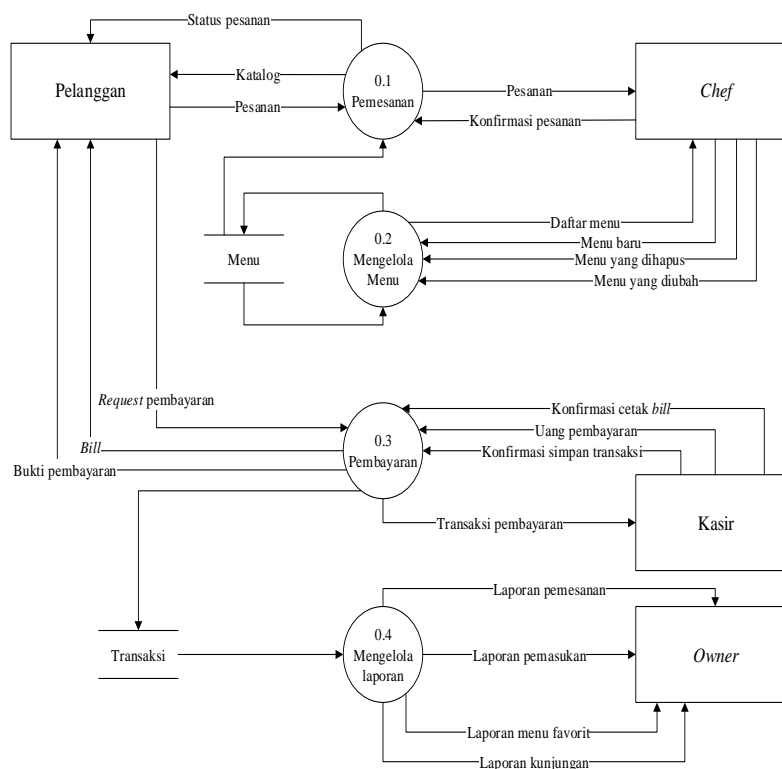 Status pesanan
Pelanggan
Katalog
Pesanan
0.1
Pemesanan
Pesanan
Konfirmasi pesanan
Chef
Menu
0.2
Mengelola
Menu
Daftar menu
Menu baru
Menu yang dihapus
Menu yang diubah
Request pembayaran
Bill
Bukti pembayaran
0.3
Pembayaran
Konfirmasi cetak bill
Uang pembayaran
Konfirmasi simpan transaksi
Transaksi pembayaran
Kasir
Transaksi
0.4
Mengelola
laporan
Laporan pemesanan
Laporan pemasukan
Laporan menu favorit
Laporan kunjungan
Owner